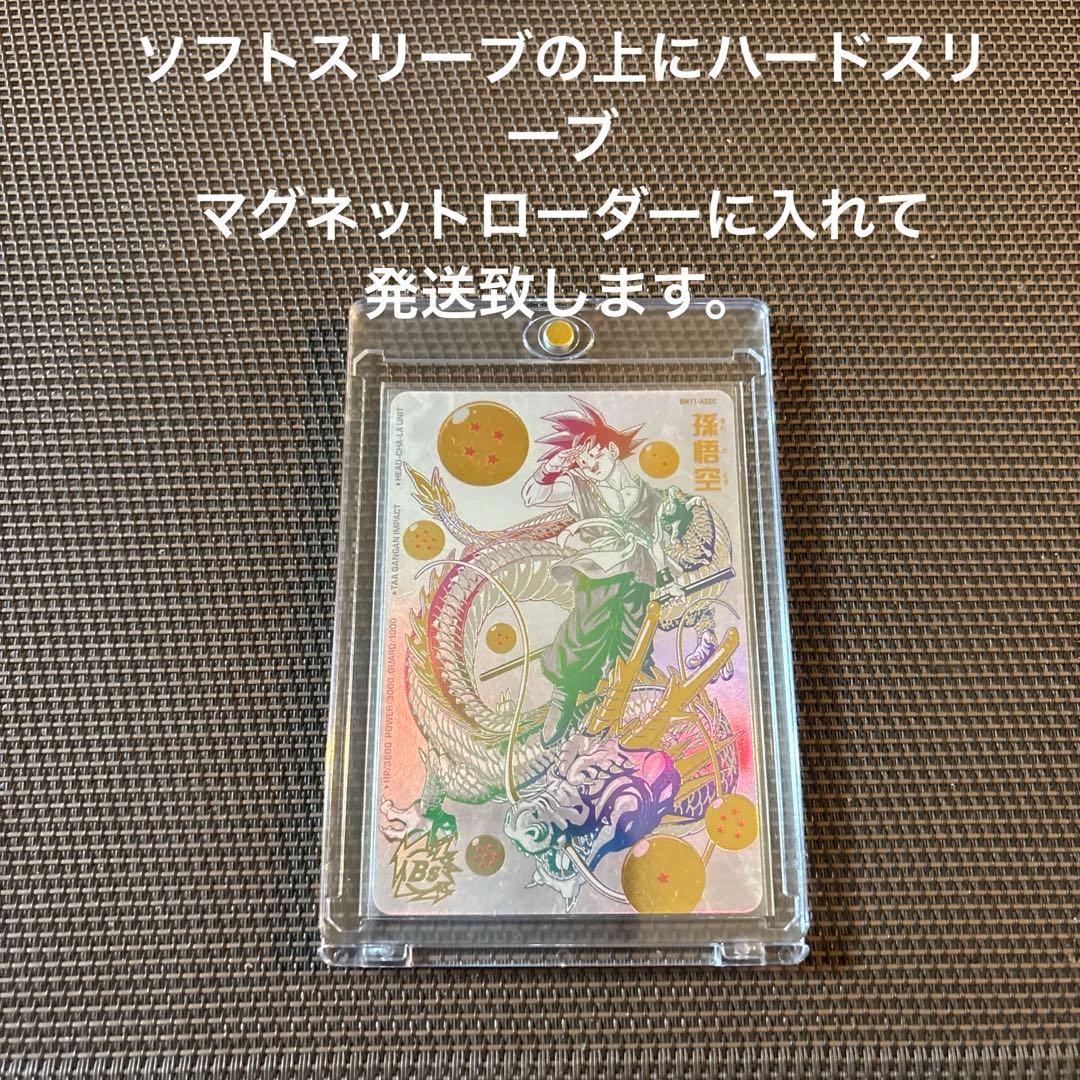 ソフトスリーブの上にハードスリ
ーブ
マグネットローダーに入れて
発送致します。
BM11-ASEC
孫悟空
▸HEAD-CHA-LA UNIT
▸TAA GANGAN IMPACT
▸HP/3600 POWER/3000 GUARD/1000
Bs